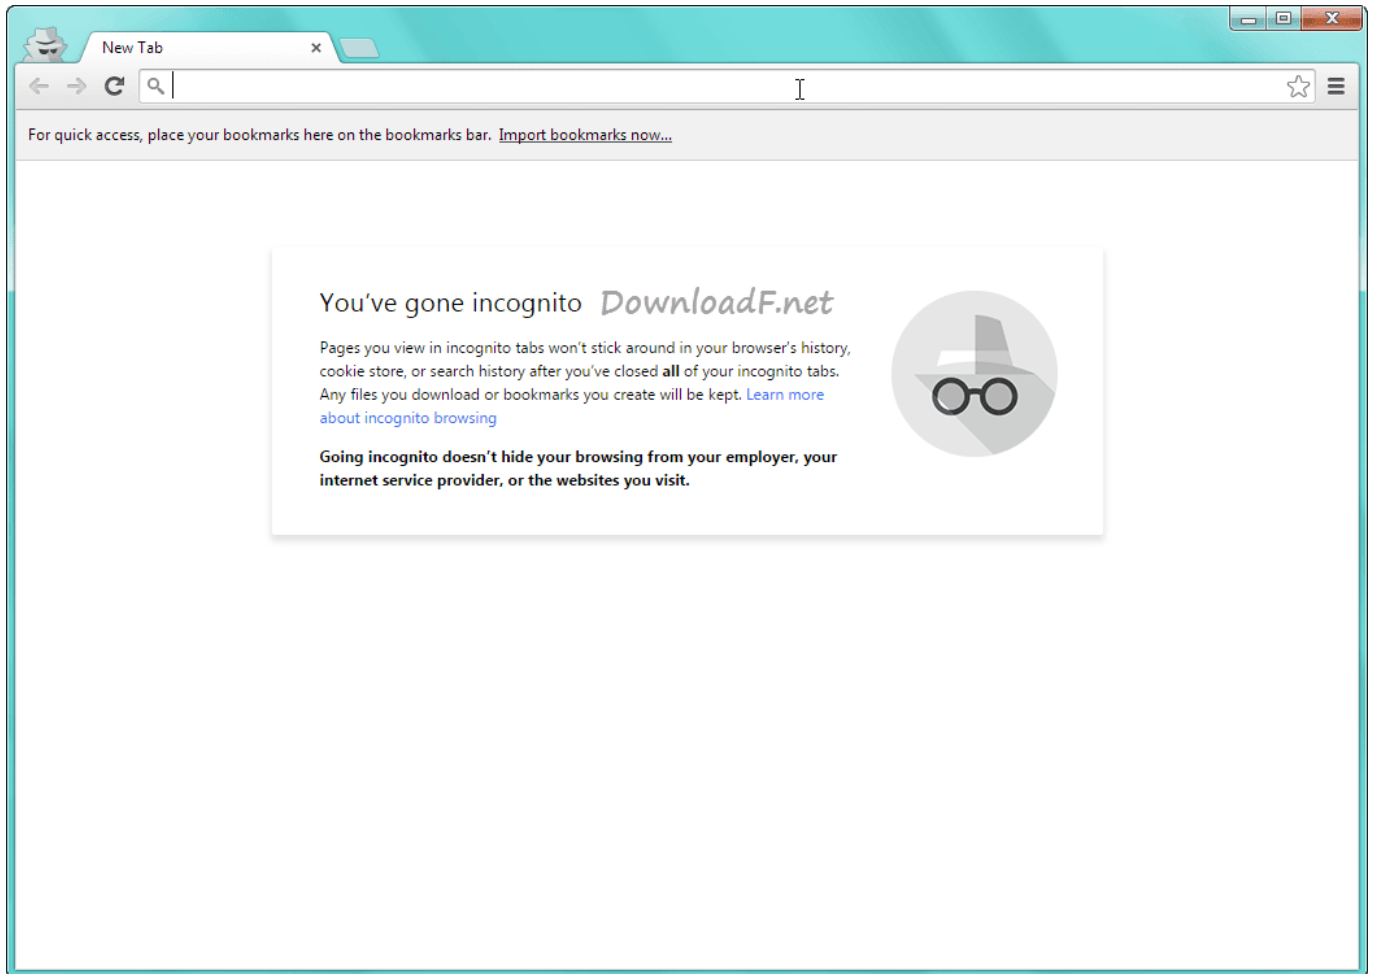 New Tab
For quick access, place your bookmarks here on the bookmarks bar. Import bookmarks now...
You've gone incognito DownloadF.net
Pages you view in incognito tabs won't stick around in your browser's history,
cookie store, or search history after you've closed all of your incognito tabs.
Any files you download or bookmarks you create will be kept. Learn more
about incognito browsing
Going incognito doesn't hide your browsing from your employer, your
internet service provider, or the websites you visit.